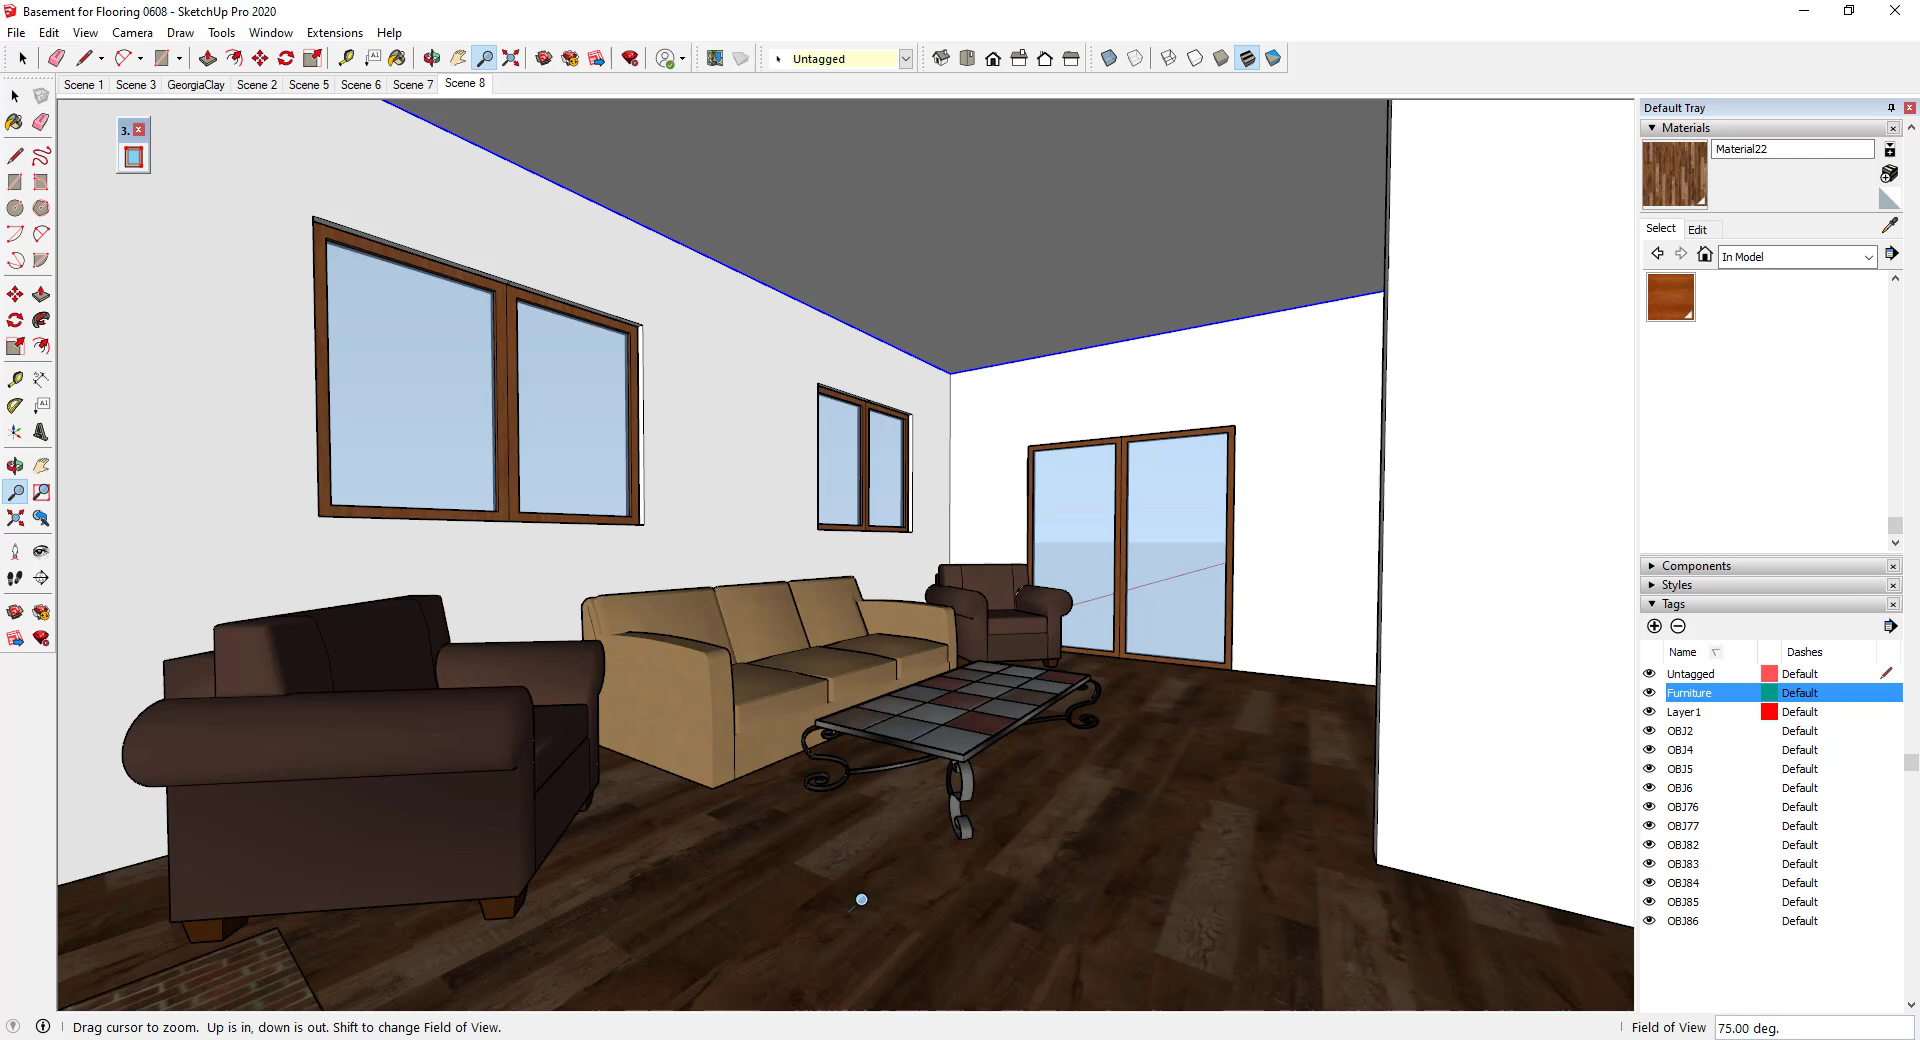 Basement for Flooring 0608 - SketchUp Pro 2020
File Edit View Camera Draw Tools Window Extensions Help
Untagged
Scene 1 Scene 3 GeorgiaClay Scene 2 Scene 5 Scene 6 Scene 7 Scene 8
3.
Default Tray
Materials
Material22
Select Edit
In Model
Components
Styles
Tags
Name Dashes
Untagged Default
Furniture Default
Layer1 Default
OBJ2 Default
OBJ4 Default
OBJ5 Default
OBJ6 Default
OBJ76 Default
OBJ77 Default
OBJ82 Default
OBJ83 Default
OBJ84 Default
OBJ85 Default
OBJ86 Default
Drag cursor to zoom. Up is in, down is out. Shift to change Field of View.
Field of View 75.00 deg.